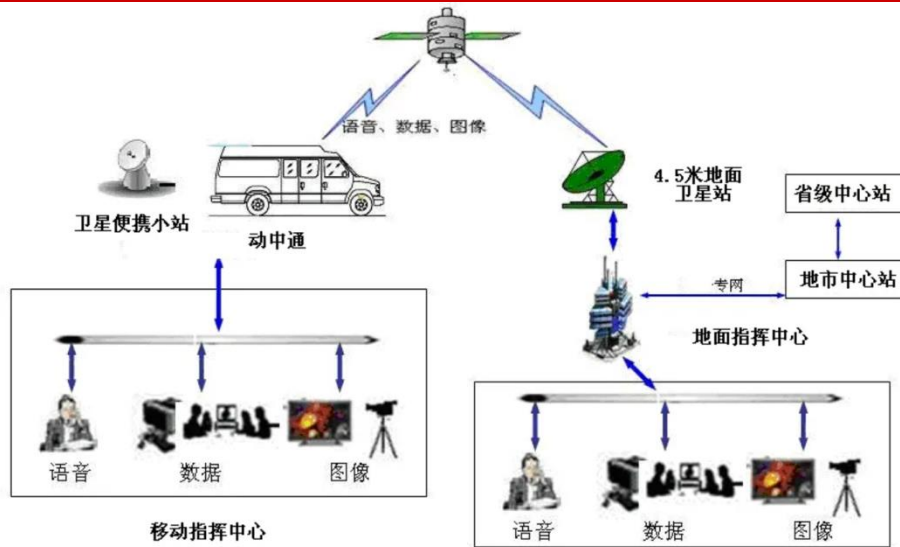 语音、数据、图像
卫星便携小站
动中通
4.5米地面
卫星站
省级中心站
专网
地市中心站
地面指挥中心
语音
数据
图像
移动指挥中心
语音
数据
图像